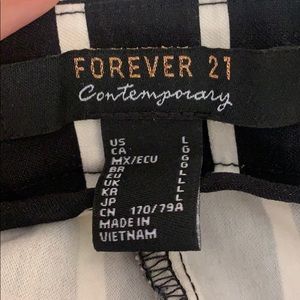 FOREVER 21
Contemporary
US L
CA G
MX/ECU G
BR G
EU L
UK L
KR L
JP L
CN 170/79A
MADE IN
VIETNAM